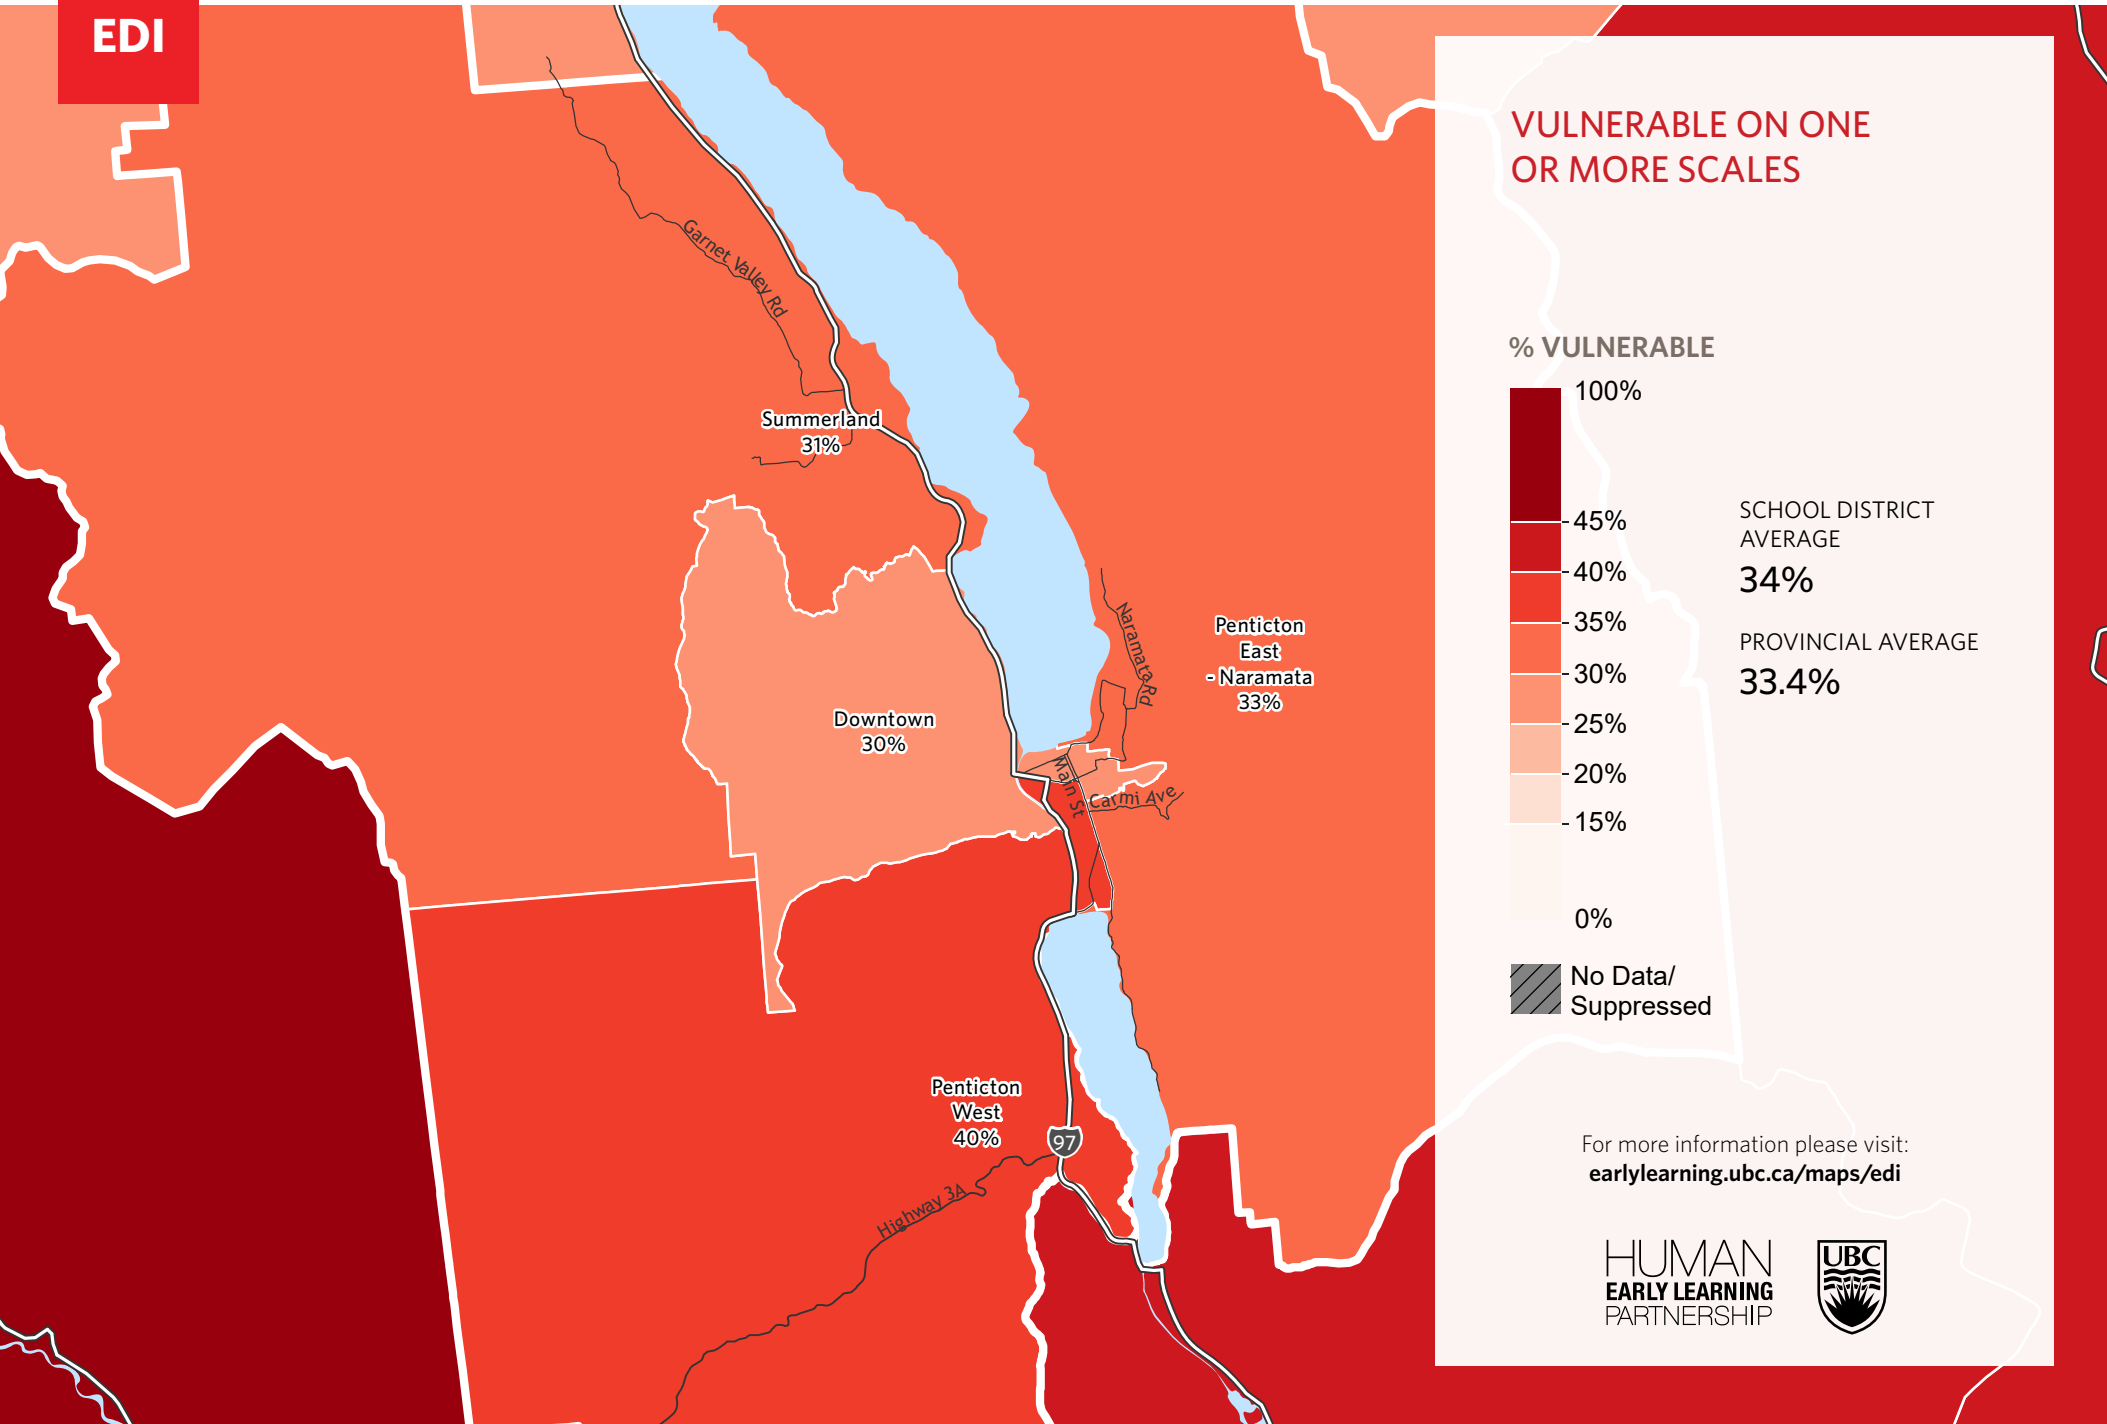 EDI
VULNERABLE ON ONE
OR MORE SCALES
% VULNERABLE
100%
45%
40%
35%
30%
25%
20%
15%
0%
No Data/
Suppressed
SCHOOL DISTRICT
AVERAGE
34%
PROVINCIAL AVERAGE
33.4%
For more information please visit:
earlylearning.ubc.ca/maps/edi
HUMAN
EARLY LEARNING
PARTNERSHIP
UBC
Garnet Valley Rd
Summerland
31%
Naramata Rd
Penticton
East
- Naramata
33%
Downtown
30%
Main St
Carmi Ave
Penticton
West
40%
97
Highway 3A